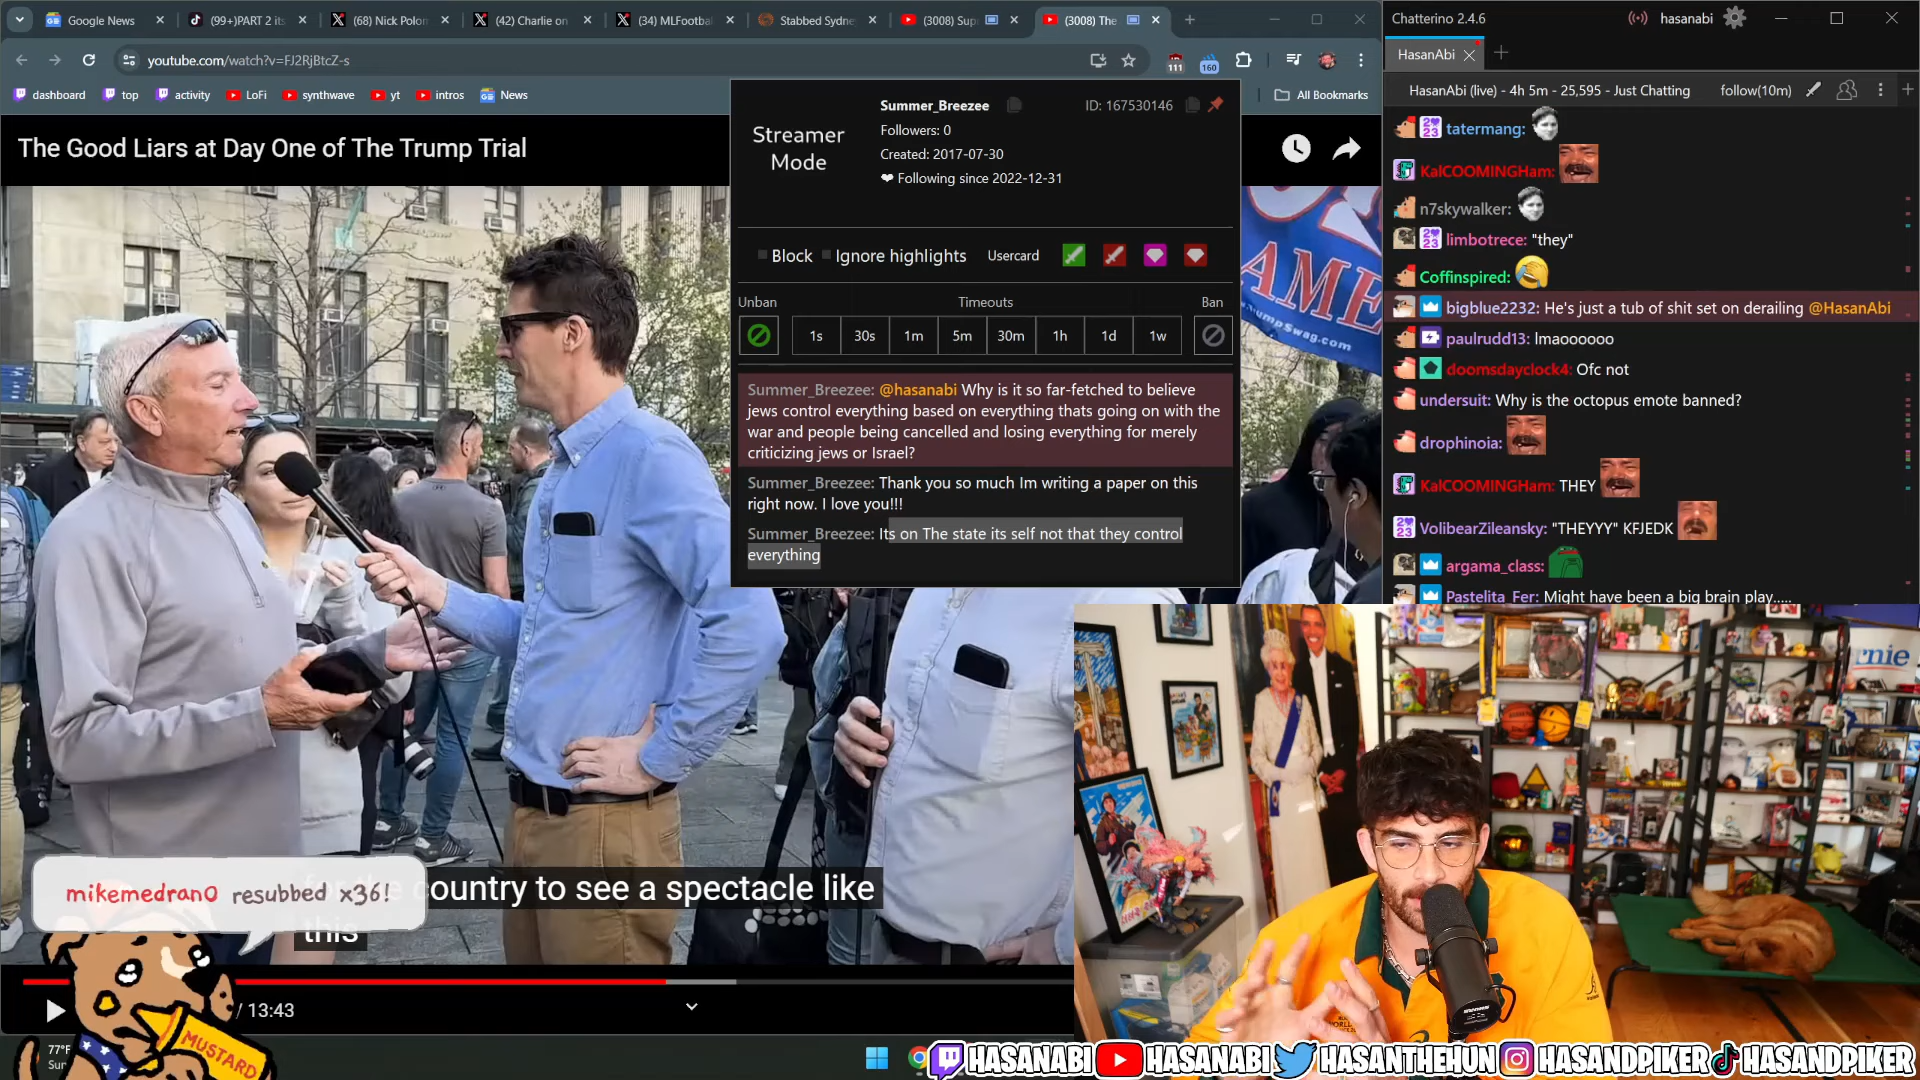 Google News
(99+)PART 2 its
(68) Nick Polon
(42) Charlie on
(34) MLFootbal
Stabbed Sydne
(3008) Sup
(3008) The
youtube.com/watch?v=FJ2RjBtcZ-s
111
160
dashboard
top
activity
LoFi
synthwave
yt
intros
News
All Bookmarks
The Good Liars at Day One of The Trump Trial
Streamer
Mode
Summer_Breezee
ID: 167530146
Followers: 0
Created: 2017-07-30
❤ Following since 2022-12-31
Block
Ignore highlights
Usercard
Unban
Timeouts
Ban
1s
30s
1m
5m
30m
1h
1d
1w
Summer_Breezee: @hasanabi Why is it so far-fetched to believe
jews control everything based on everything thats going on with the
war and people being cancelled and losing everything for merely
criticizing jews or Israel?
Summer_Breezee: Thank you so much Im writing a paper on this
right now. I love you!!!
Summer_Breezee: Its on The state its self not that they control
everything
AME
umpSwag.com
Chatterino 2.4.6
hasanabi
HasanAbi
HasanAbi (live) - 4h 5m - 25,595 - Just Chatting
follow(10m)
tatermang:
KalCOOMINGHam:
n7skywalker:
limbotrece: "they"
Coffinspired:
bigblue2232: He's just a tub of shit set on derailing @HasanAbi
paulrudd13: lmaoooooo
doomsdayclock4: Ofc not
undersuit: Why is the octopus emote banned?
drophinoia:
KalCOOMINGHam: THEY
VolibearZileansky: "THEYYY" KFJEDK
argama_class:
Pastelita_Fer: Might have been a big brain play.....
rnie
mikemedran0 resubbed x36!
the country to see a spectacle like
this
/ 13:43
MUSTARD
77°F
Sun
HASANABI
HASANABI
HASANTHEHUN
HASANDPIKER
HASANDPIKER